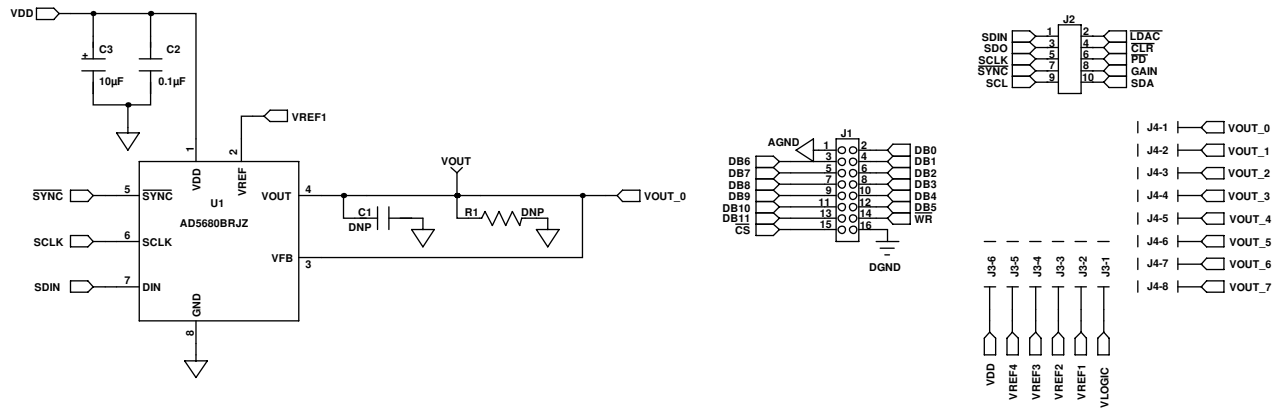 VDD
C3
10µF
C2
0.1µF
VREF1
1
2
VDD
VREF
U1
AD5680BRJZ
SYNC
5
SYNC
SCLK
6
SCLK
SDIN
7
DIN
GND
8
VOUT
4
VFB
3
VOUT
C1
DNP
R1
DNP
VOUT_0
J1
AGND
1 2 DB0
DB6 3 4 DB1
DB7 5 6 DB2
DB8 7 8 DB3
DB9 9 10 DB4
DB10 11 12 DB5
DB11 13 14 WR
CS 15 16
DGND
J2
SDIN 1 2 LDAC
SDO 3 4 CLR
SCLK 5 6 PD
SYNC 7 8 GAIN
SCL 9 10 SDA
J4-1 VOUT_0
J4-2 VOUT_1
J4-3 VOUT_2
J4-4 VOUT_3
J4-5 VOUT_4
J4-6 VOUT_5
J4-7 VOUT_6
J4-8 VOUT_7
J3-6 VDD
J3-5 VREF4
J3-4 VREF3
J3-3 VREF2
J3-2 VREF1
J3-1 VLOGIC